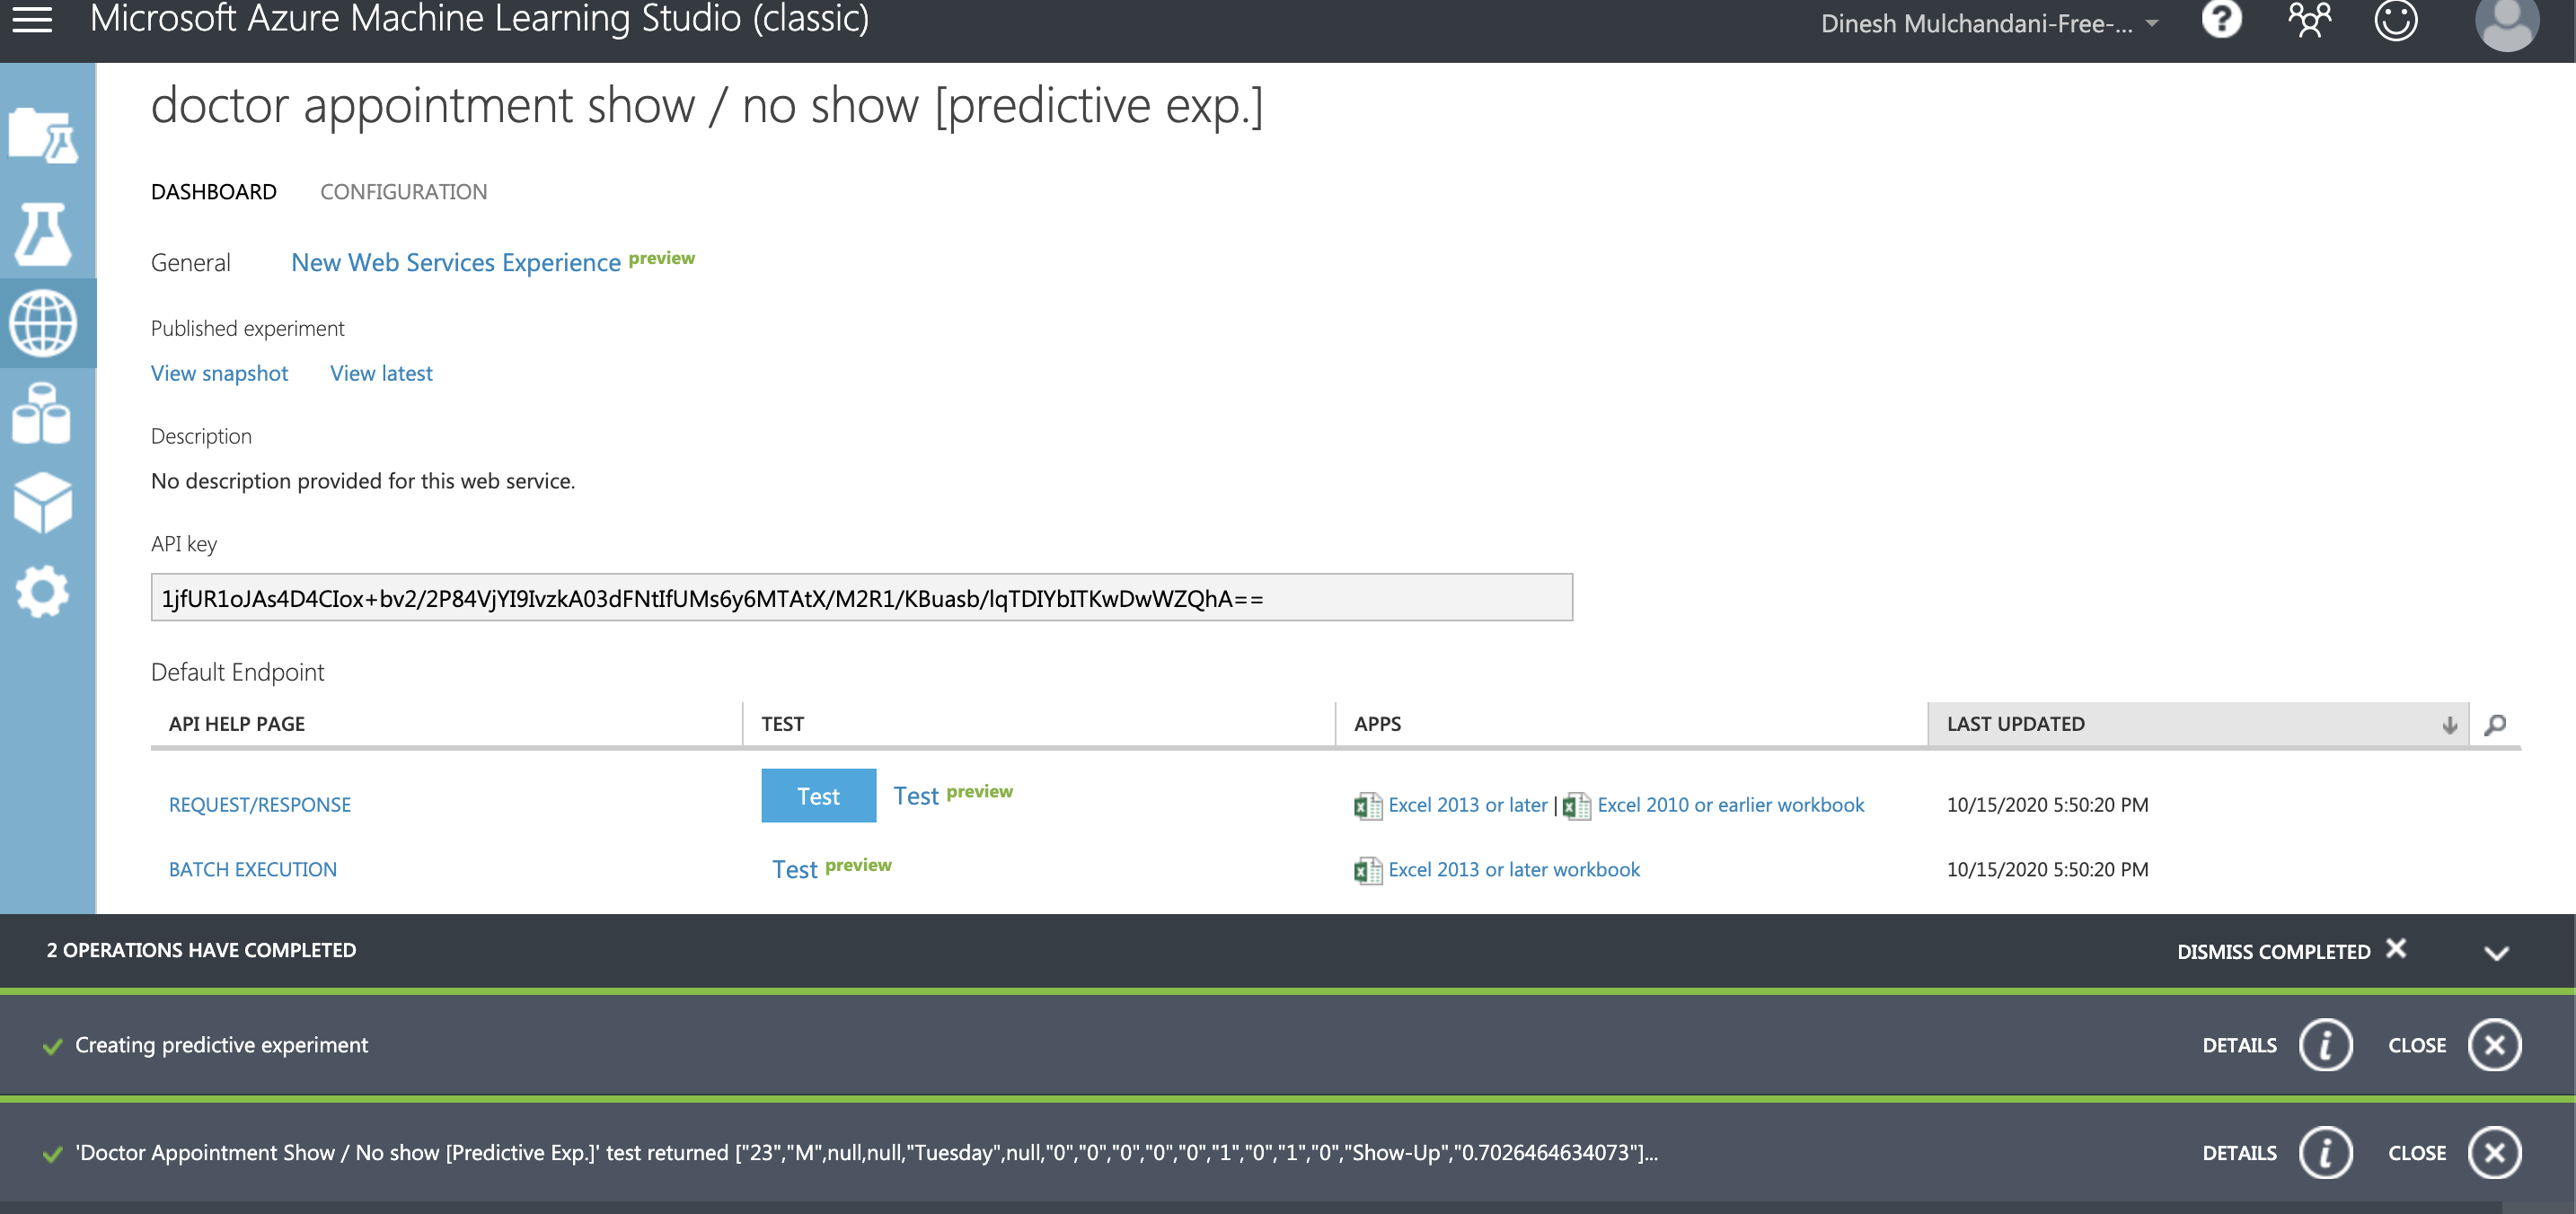 Microsoft Azure Machine Learning Studio (classic)
Dinesh Mulchandani-Free-...
doctor appointment show / no show [predictive exp.]
DASHBOARD CONFIGURATION
General New Web Services Experience preview
Published experiment
View snapshot View latest
Description
No description provided for this web service.
API key
1jfUR1oJAs4D4CIox+bv2/2P84VjYI9IvzkA03dFNtIfUMs6y6MTAtX/M2R1/KBuasb/lqTDIYbITKwDwWZQhA==
Default Endpoint
API HELP PAGE TEST APPS LAST UPDATED
REQUEST/RESPONSE Test Test preview Excel 2013 or later | Excel 2010 or earlier workbook 10/15/2020 5:50:20 PM
BATCH EXECUTION Test preview Excel 2013 or later workbook 10/15/2020 5:50:20 PM
2 OPERATIONS HAVE COMPLETED DISMISS COMPLETED
Creating predictive experiment DETAILS CLOSE
'Doctor Appointment Show / No show [Predictive Exp.]' test returned ["23","M",null,null,"Tuesday",null,"0","0","0","0","0","1","0","1","0","Show-Up","0.7026464634073"]... DETAILS CLOSE